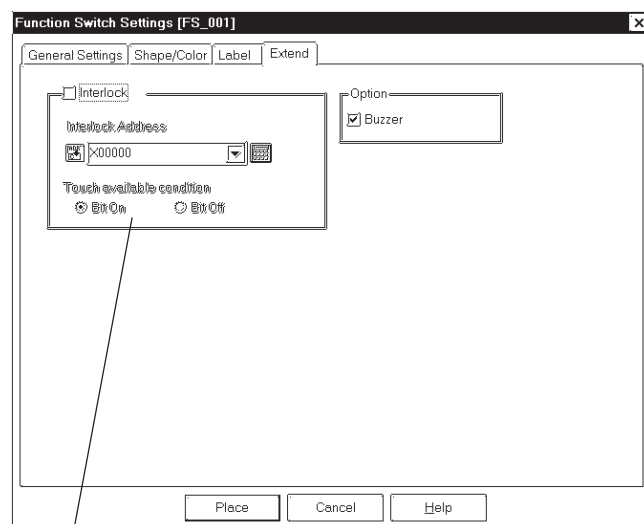 Function Switch Settings [FS_001]
General Settings Shape/Color Label Extend
Interlock
Interlock Address
X00000
Touch available condition
Bit On Bit Off
Option
Buzzer
Place Cancel Help